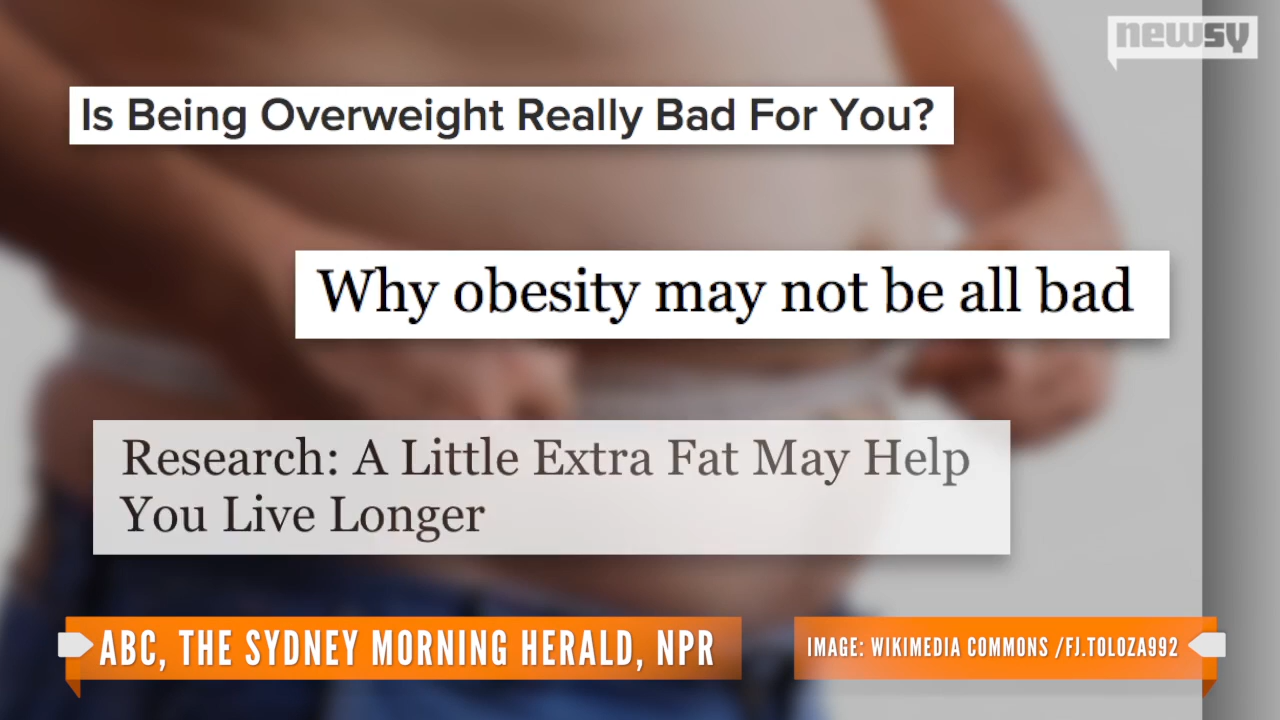 newsy
Is Being Overweight Really Bad For You?
Why obesity may not be all bad
Research: A Little Extra Fat May Help
You Live Longer
ABC, THE SYDNEY MORNING HERALD, NPR
IMAGE: WIKIMEDIA COMMONS /FJ.TOLOZA992